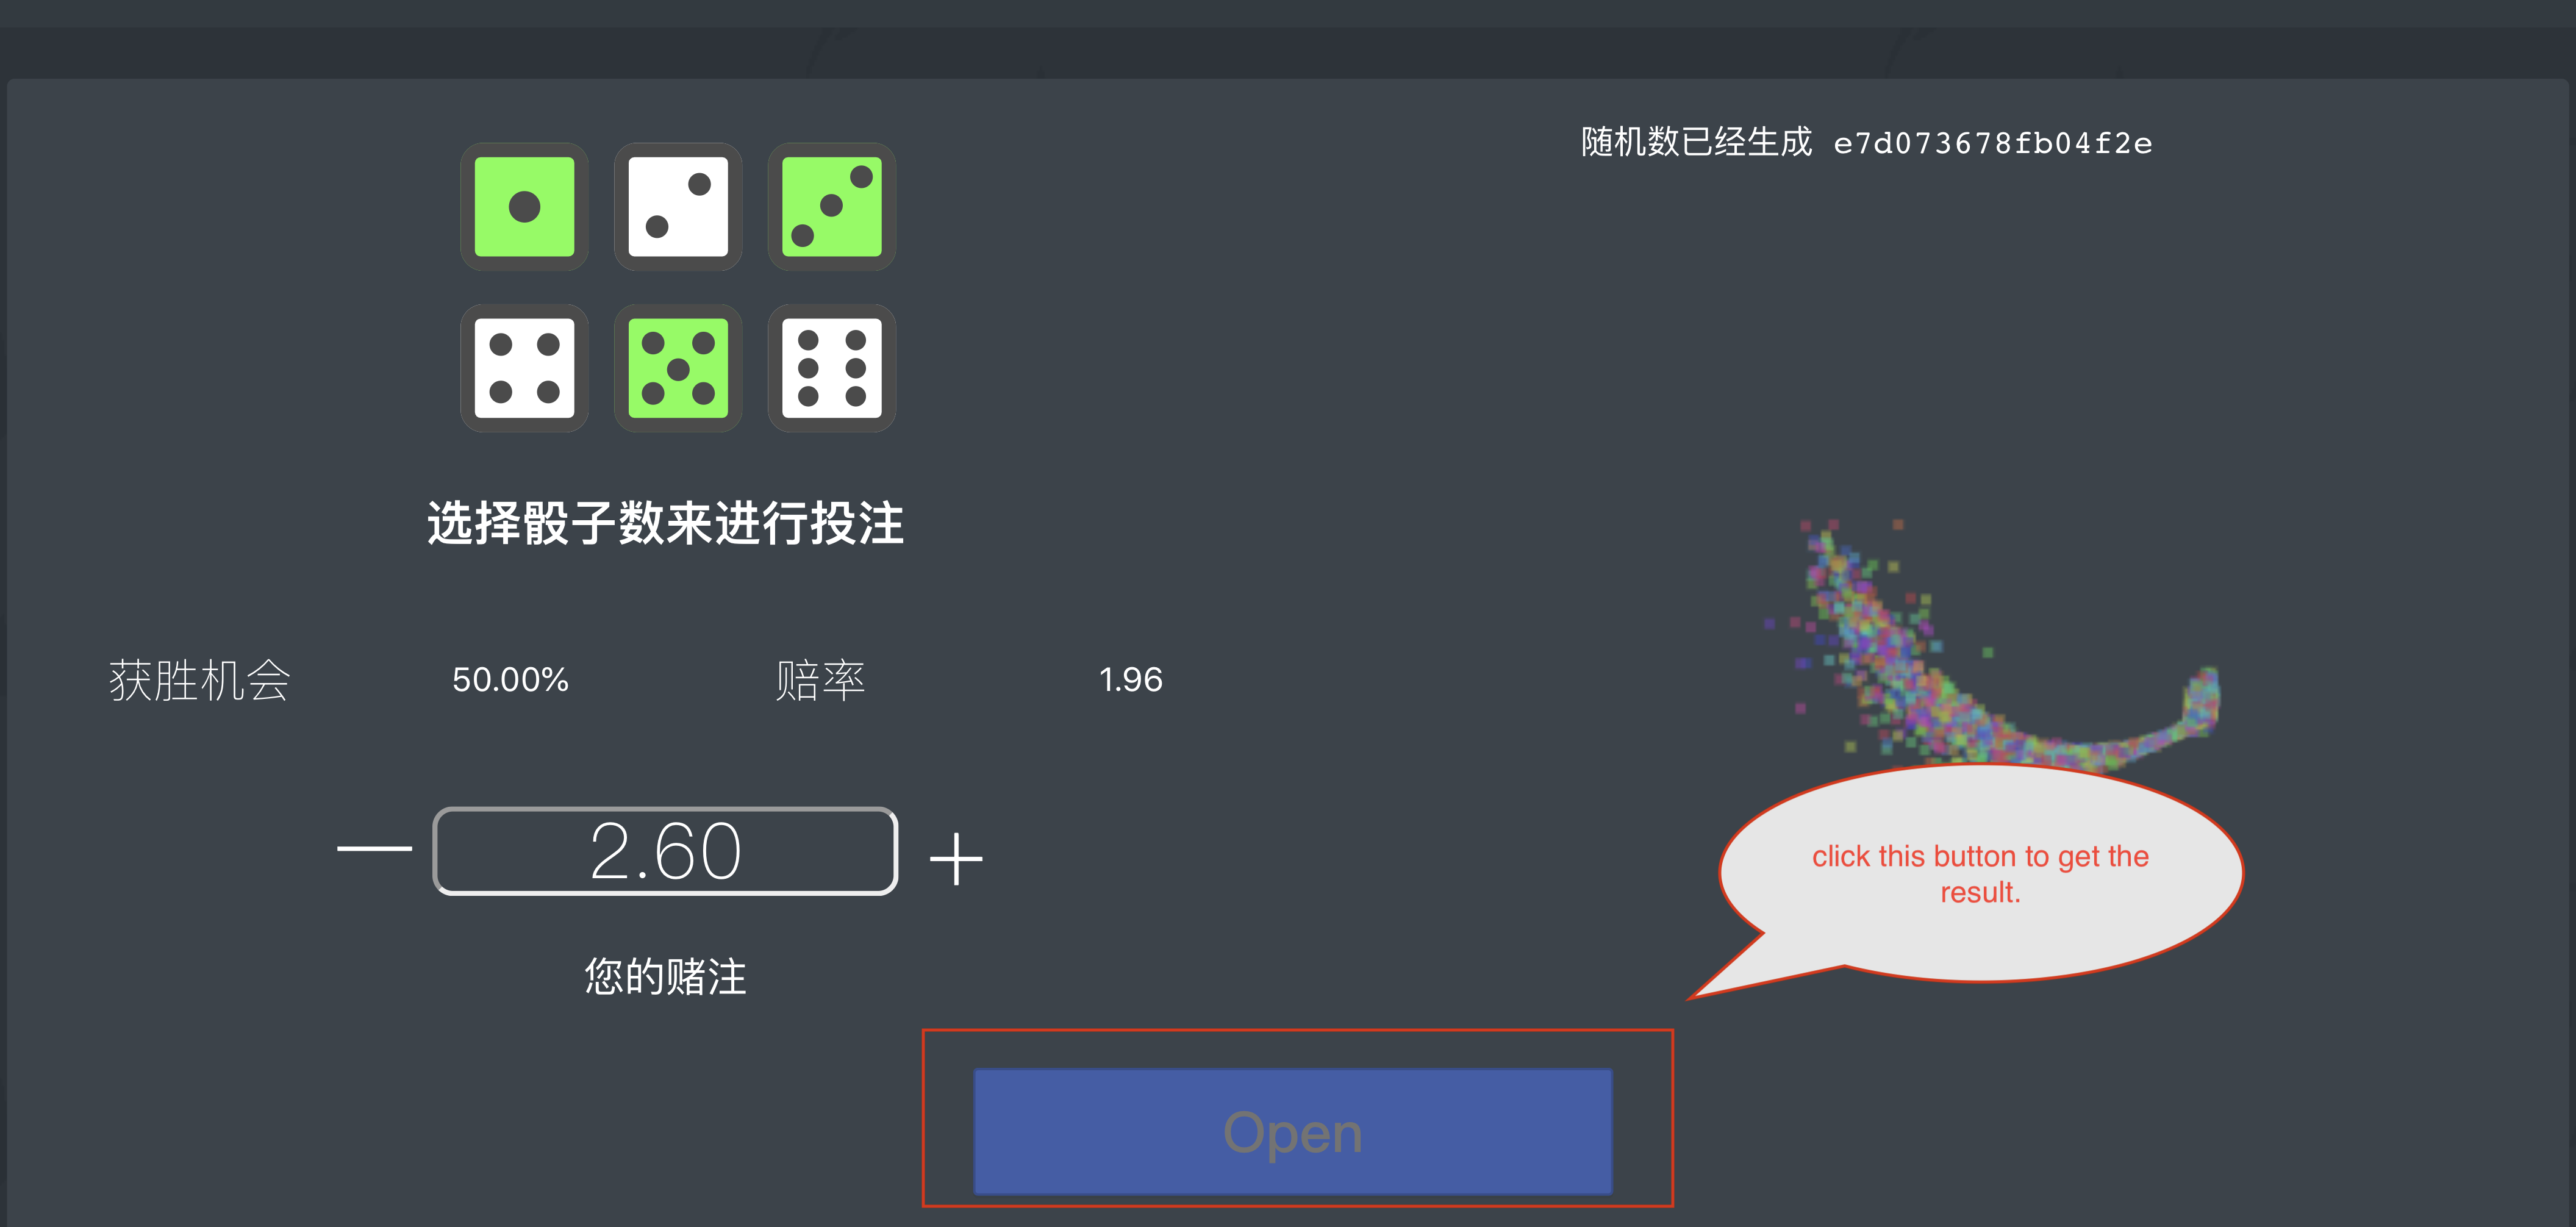 随机数已经生成 e7d073678fb04f2e
选择骰子数来进行投注
获胜机会 50.00% 赔率 1.96
— 2.60 +
您的赌注
click this button to get the
result.
Open